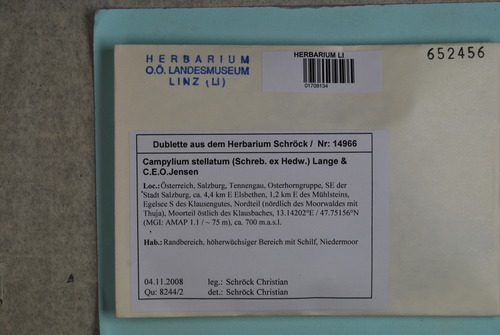 HERBARIUM
O.Ö. LANDESMUSEUM
LINZ (LI)
HERBARIUM LI
01708134
652456
Dublette aus dem Herbarium Schröck / Nr: 14966
Campylium stellatum (Schreb. ex Hedw.) Lange &
C.E.O.Jensen
Loc.:Österreich, Salzburg, Tennengau, Osterhorngruppe, SE der
Stadt Salzburg, ca. 4,4 km E Elsbethen, 1,2 km E des Mühlsteins,
Egelsee S des Klausengutes, Nordteil (nördlich des Moorwaldes mit
Thuja), Moorteil östlich des Klausbaches, 13.14202°E / 47.75156°N
(MGI: AMAP 1.1 / ~ 75 m), ca. 700 m.a.s.l.
Hab.: Randbereich, höherwüchsiger Bereich mit Schilf, Niedermoor
04.11.2008 leg.: Schröck Christian
Qu: 8244/2 det.: Schröck Christian